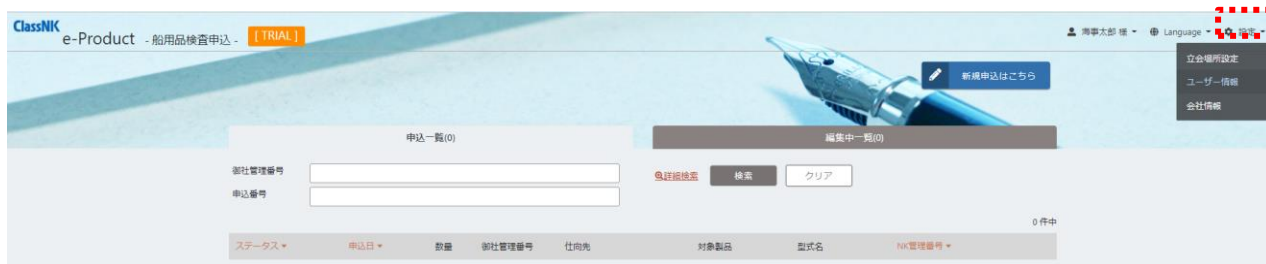 ClassNK
e-Product - 船用品検査申込 - [ TRIAL ]
海事太郎 様 Language 設定
立会場所設定
ユーザー情報
会社情報
新規申込はこちら
申込一覧(0) 編集中一覧(0)
御社管理番号
詳細検索 検索 クリア
申込番号
0 件中
ステータス 申込日 数量 御社管理番号 仕向先 対象製品 型式名 NK管理番号